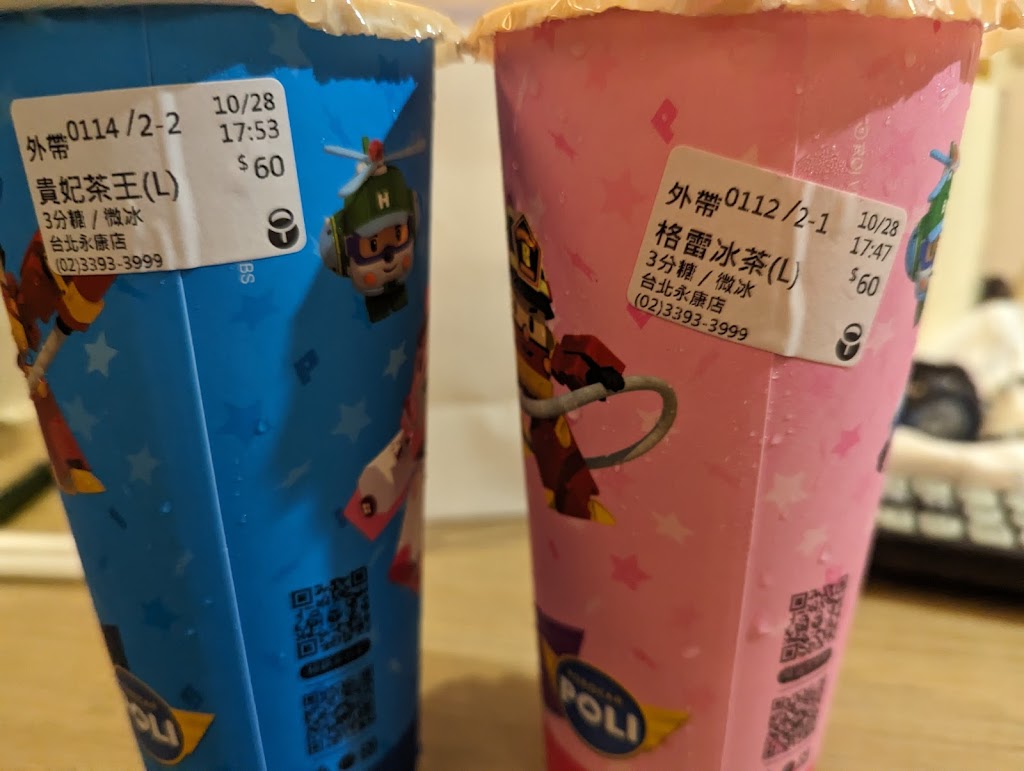 外帶0114/2-2 10/28
17:53
貴妃茶王(L) $60
3分糖/微冰
台北永康店
(02)3393-3999
H
外帶0112/2-1 10/28
17:47
格雷冰茶(L) $60
3分糖/微冰
台北永康店
(02)3393-3999
POLI
POLI